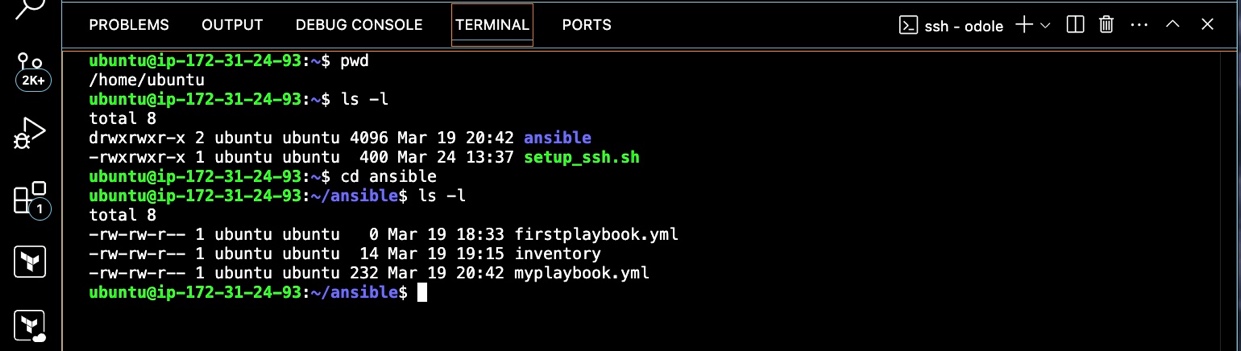 PROBLEMS OUTPUT DEBUG CONSOLE TERMINAL PORTS ssh - odole
2K+
1
ubuntu@ip-172-31-24-93:~$ pwd
/home/ubuntu
ubuntu@ip-172-31-24-93:~$ ls -l
total 8
drwxrwxr-x 2 ubuntu ubuntu 4096 Mar 19 20:42 ansible
-rwxrwxr-x 1 ubuntu ubuntu  400 Mar 24 13:37 setup_ssh.sh
ubuntu@ip-172-31-24-93:~$ cd ansible
ubuntu@ip-172-31-24-93:~/ansible$ ls -l
total 8
-rw-rw-r-- 1 ubuntu ubuntu   0 Mar 19 18:33 firstplaybook.yml
-rw-rw-r-- 1 ubuntu ubuntu  14 Mar 19 19:15 inventory
-rw-rw-r-- 1 ubuntu ubuntu 232 Mar 19 20:42 myplaybook.yml
ubuntu@ip-172-31-24-93:~/ansible$